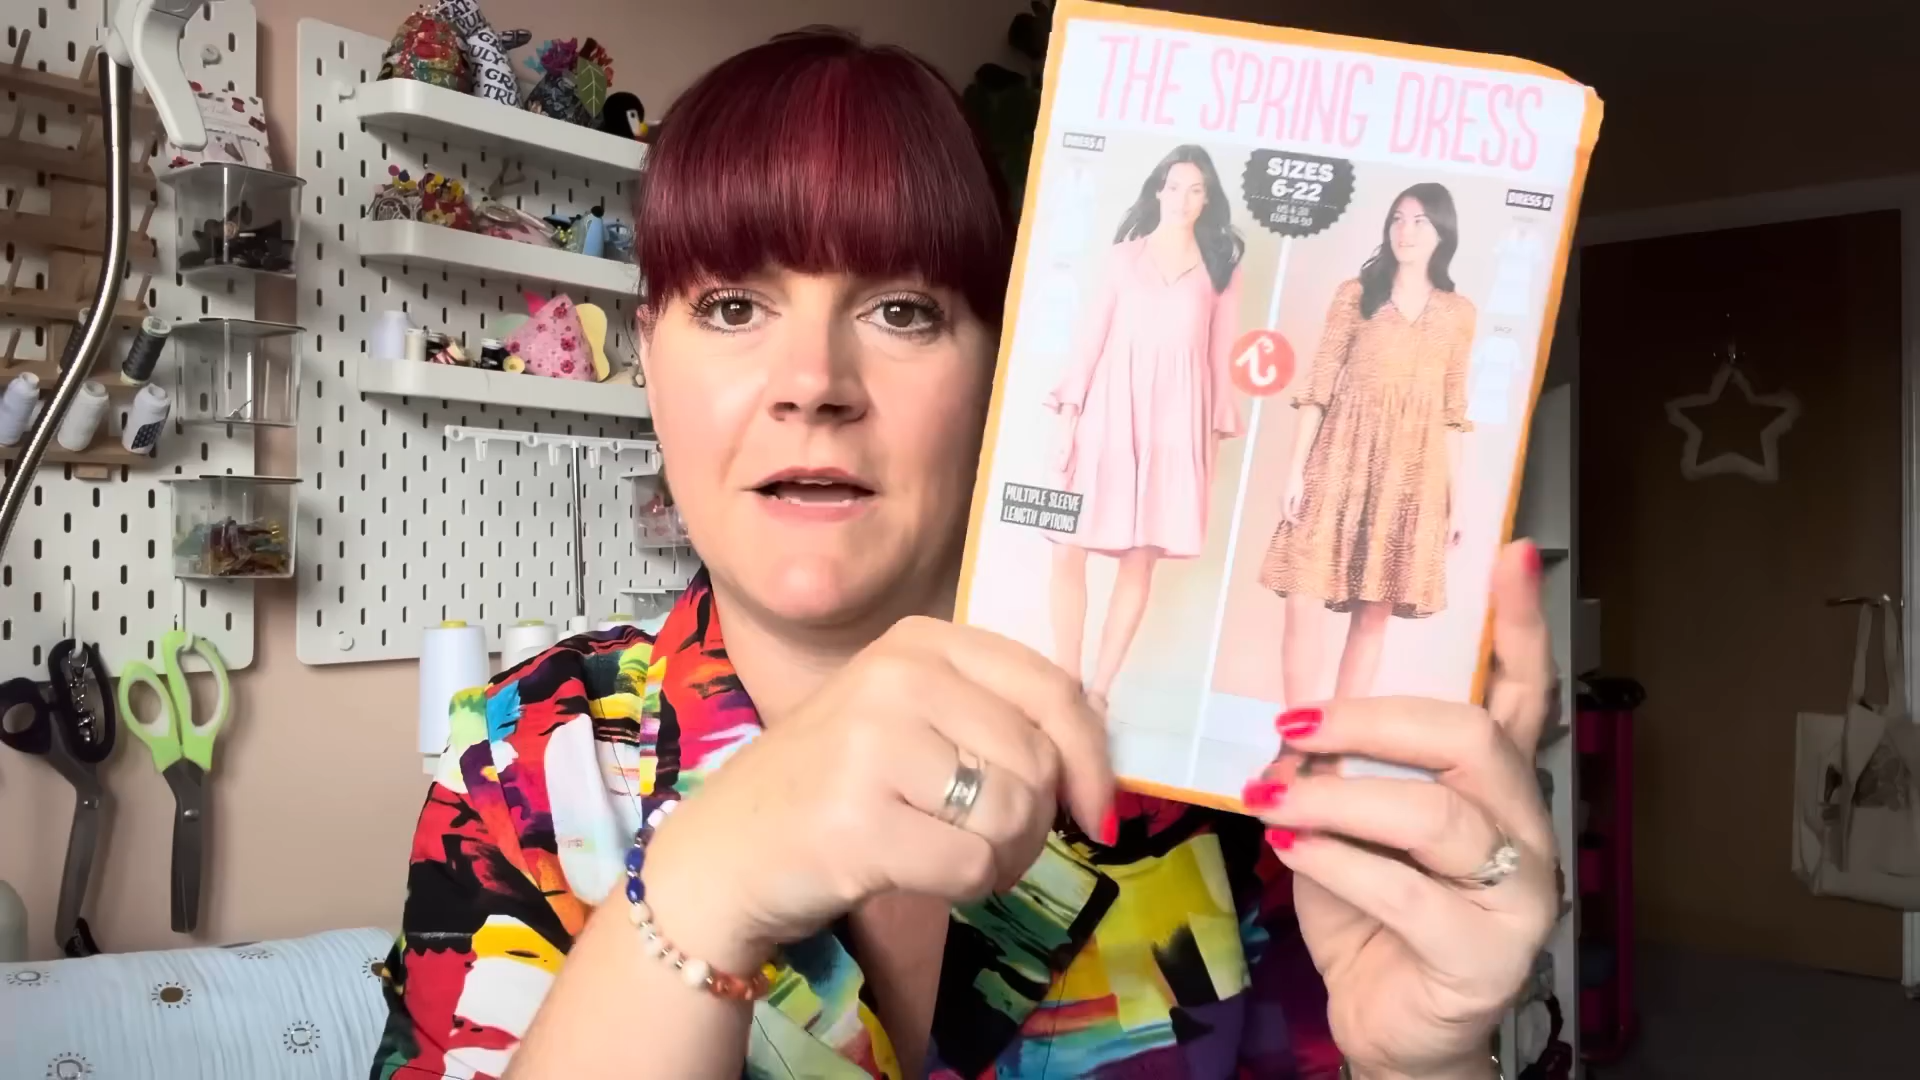 THE SPRING DRESS
DRESS A
SIZES
6-22
DRESS B
MULTIPLE SLEEVE
LENGTH OPTIONS